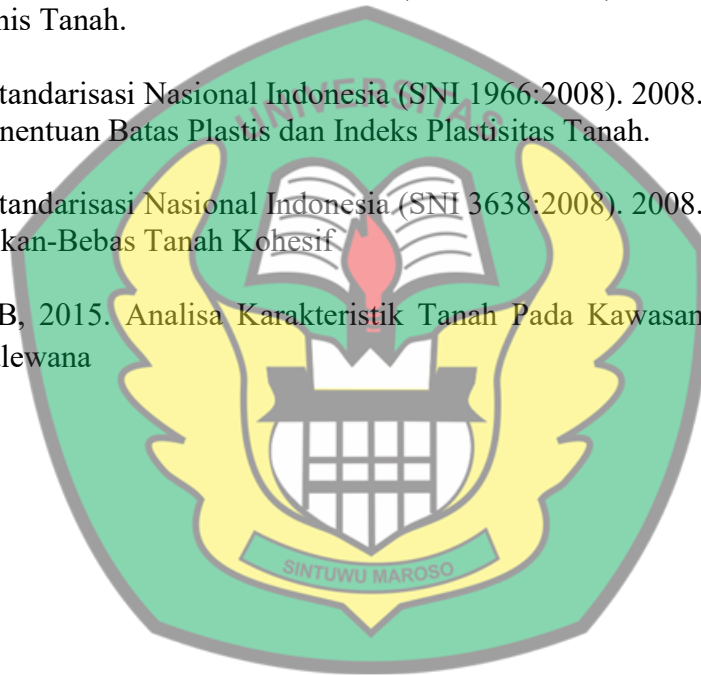 nis Tanah.
tandarisasi Nasional Indonesia (SNI 1966:2008). 2008.
nentuan Batas Plastis dan Indeks Plastisitas Tanah.
tandarisasi Nasional Indonesia (SNI 3638:2008). 2008.
kan-Bebas Tanah Kohesif
B, 2015. Analisa Karakteristik Tanah Pada Kawasan
lewana
UNIVERSITAS
SINTUWU MAROSO